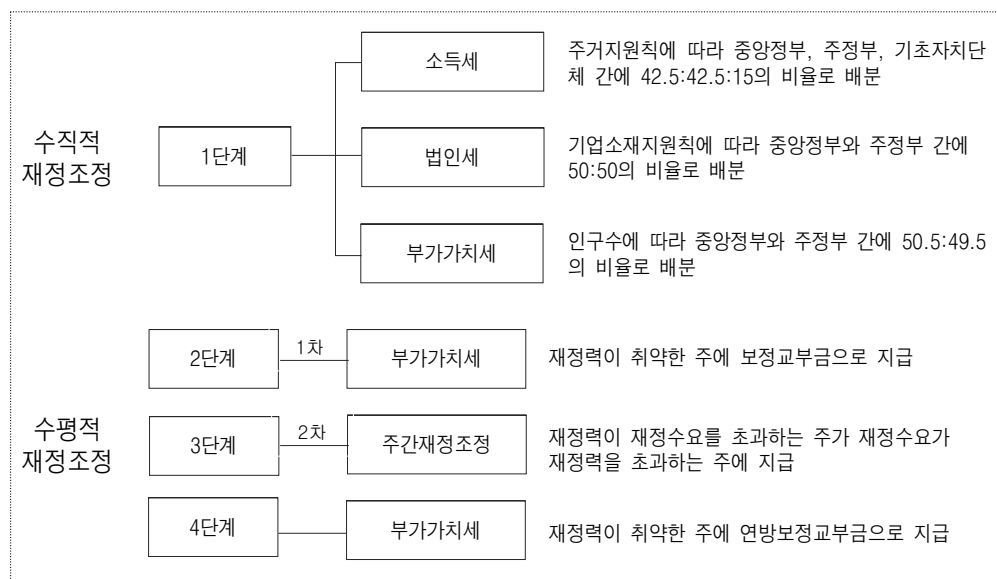 소득세
주거지원칙에 따라 중앙정부, 주정부, 기초자치단
체 간에 42.5:42.5:15의 비율로 배분
수직적
재정조정
1단계
법인세
기업소재지원칙에 따라 중앙정부와 주정부 간에
50:50의 비율로 배분
부가가치세
인구수에 따라 중앙정부와 주정부 간에 50.5:49.5
의 비율로 배분
2단계
1차
부가가치세
재정력이 취약한 주에 보정교부금으로 지급
수평적
재정조정
3단계
2차
주간재정조정
재정력이 재정수요를 초과하는 주가 재정수요가
재정력을 초과하는 주에 지급
4단계
부가가치세
재정력이 취약한 주에 연방보정교부금으로 지급